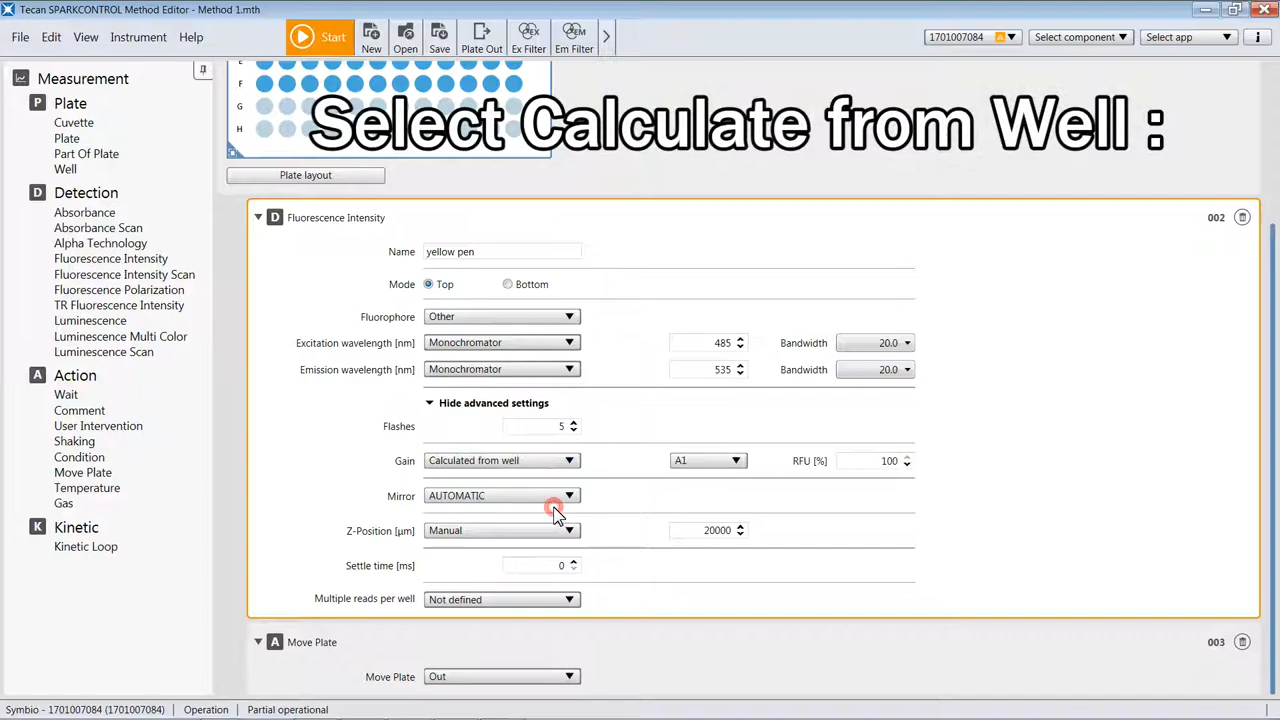 Tecan SPARKCONTROL Method Editor - Method 1.mth
File Edit View Instrument Help
Start New Open Save Plate Out Ex Filter Em Filter
1701007084 Select component Select app i
Measurement
P Plate
Cuvette
Plate
Part Of Plate
Well
D Detection
Absorbance
Absorbance Scan
Alpha Technology
Fluorescence Intensity
Fluorescence Intensity Scan
Fluorescence Polarization
TR Fluorescence Intensity
Luminescence
Luminescence Multi Color
Luminescence Scan
A Action
Wait
Comment
User Intervention
Shaking
Condition
Move Plate
Temperature
Gas
K Kinetic
Kinetic Loop
E
F
G
H
Select Calculate from Well :
Plate layout
D Fluorescence Intensity 002
Name yellow pen
Mode Top Bottom
Fluorophore Other
Excitation wavelength [nm] Monochromator 485 Bandwidth 20.0
Emission wavelength [nm] Monochromator 535 Bandwidth 20.0
Hide advanced settings
Flashes 5
Gain Calculated from well A1 RFU [%] 100
Mirror AUTOMATIC
Z-Position [µm] Manual 20000
Settle time [ms] 0
Multiple reads per well Not defined
A Move Plate 003
Move Plate Out
Symbio - 1701007084 (1701007084) Operation Partial operational